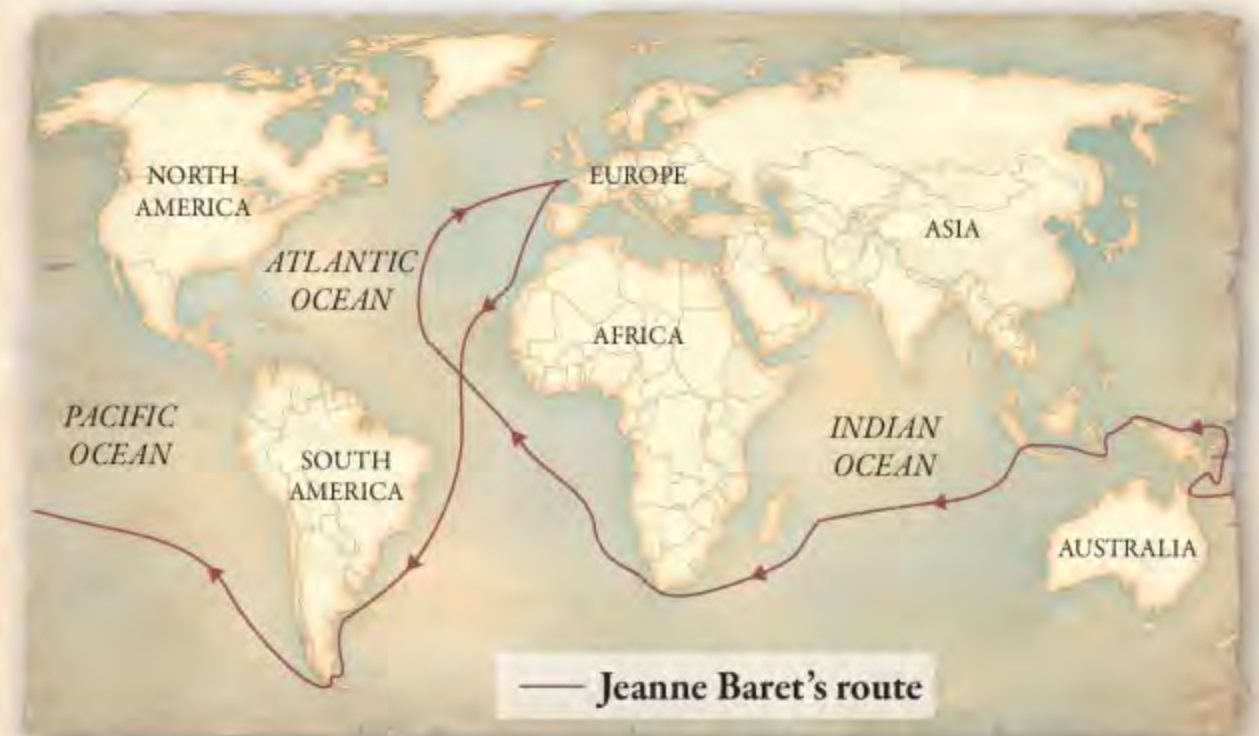 NORTH
AMERICA
EUROPE
ASIA
ATLANTIC
OCEAN
AFRICA
PACIFIC
OCEAN
SOUTH
AMERICA
INDIAN
OCEAN
AUSTRALIA
Jeanne Baret's route